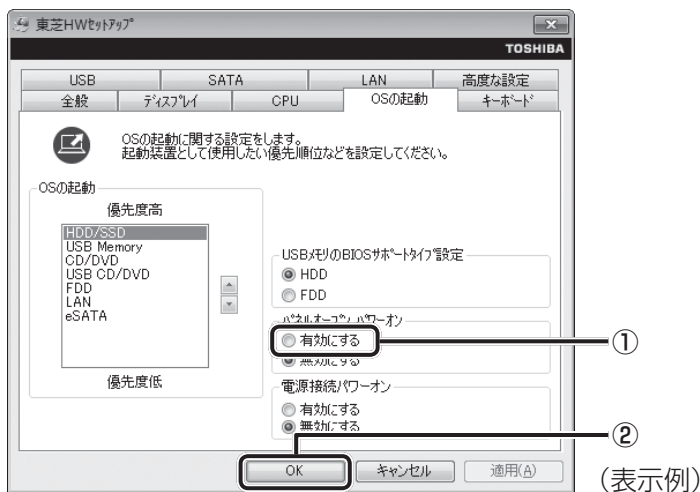 東芝HWｾｯﾄｱｯﾌﾟ
TOSHIBA
USB SATA LAN 高度な設定
全般 ﾃﾞｨｽﾌﾟﾚｲ CPU OSの起動 ｷｰﾎﾞｰﾄﾞ
OSの起動に関する設定をします。
起動装置として使用したい優先順位などを設定してください。
OSの起動
優先度高
HDD/SSD
USB Memory
CD/DVD
USB CD/DVD
FDD
LAN
eSATA
優先度低
USBﾒﾓﾘのBIOSｻﾎﾟｰﾄﾀｲﾌﾟ設定
HDD
FDD
ﾊﾟﾈﾙｵｰﾌﾟﾝ ﾊﾟﾜｰｵﾝ
有効にする
無効にする
①
電源接続ﾊﾟﾜｰｵﾝ
有効にする
無効にする
②
OK キャンセル 適用(A)
（表示例）